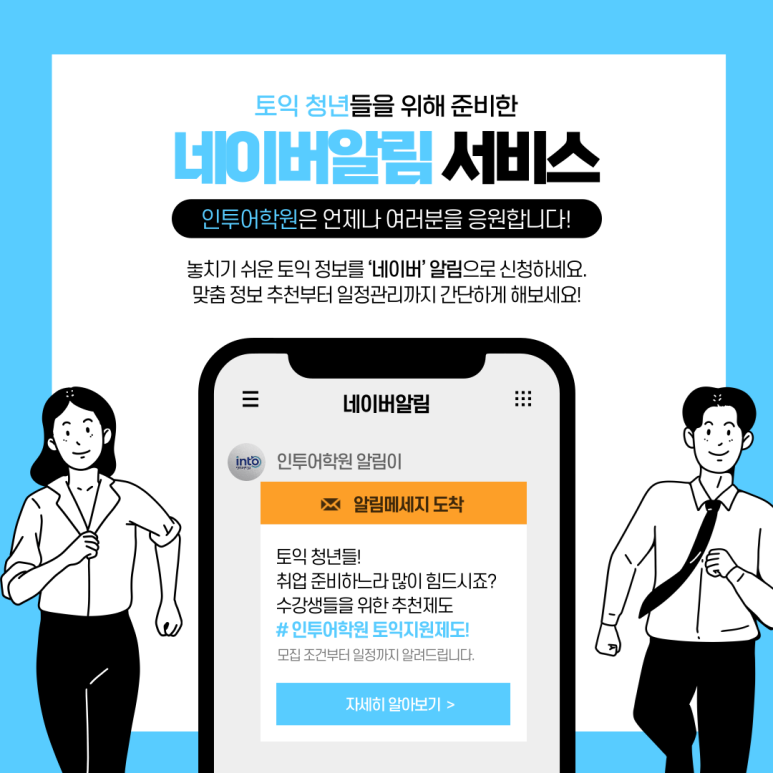 토익 청년들을 위해 준비한
네이버알림 서비스
인투어학원은 언제나 여러분을 응원합니다!
놓치기 쉬운 토익 정보를 ‘네이버’ 알림으로 신청하세요.
맞춤 정보 추천부터 일정관리까지 간단하게 해보세요!
네이버알림
into
인투어학원 알림이
알림메세지 도착
토익 청년들!
취업 준비하느라 많이 힘드시죠?
수강생들을 위한 추천제도
# 인투어학원 토익지원제도!
모집 조건부터 일정까지 알려드립니다.
자세히 알아보기 >